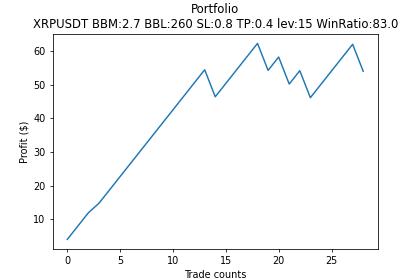 Portfolio
XRPUSDT BBM:2.7 BBL:260 SL:0.8 TP:0.4 lev:15 WinRatio:83.0
60
50
40
30
20
10
Profit ($)
0 5 10 15 20 25
Trade counts